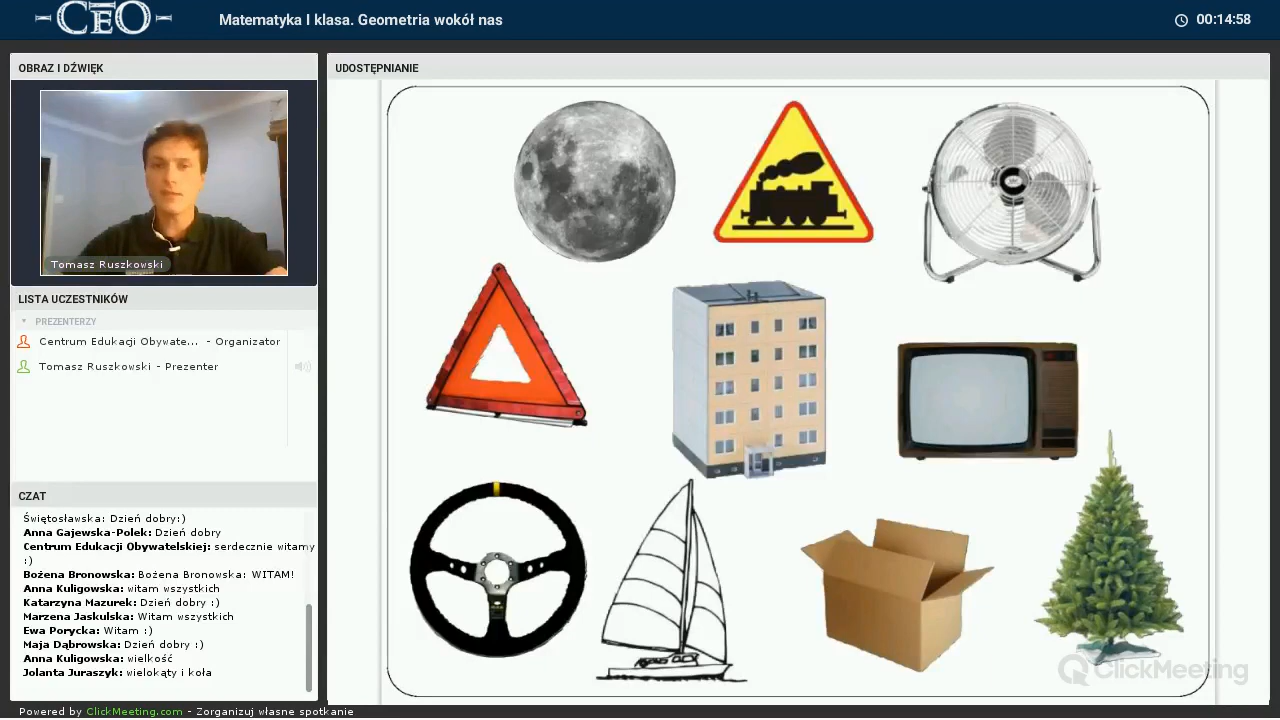 CEO
Matematyka I klasa. Geometria wokół nas
00:14:58
OBRAZ I DŹWIĘK
UDOSTĘPNIANIE
Tomasz Ruszkowski
LISTA UCZESTNIKÓW
PREZENTERZY
Centrum Edukacji Obywate... - Organizator
Tomasz Ruszkowski - Prezenter
CZAT
Świętosławska: Dzień dobry:)
Anna Gajewska-Polek: Dzień dobry
Centrum Edukacji Obywatelskiej: serdecznie witamy
:)
Bożena Bronowska: Bożena Bronowska: WITAM!
Anna Kuligowska: witam wszystkich
Katarzyna Mazurek: Dzień dobry :)
Marzena Jaskulska: Witam wszystkich
Ewa Porycka: Witam :)
Maja Dąbrowska: Dzień dobry :)
Anna Kuligowska: wielkość
Jolanta Juraszyk: wielokąty i koła
ClickMeeting
Powered by ClickMeeting.com - Zorganizuj własne spotkanie